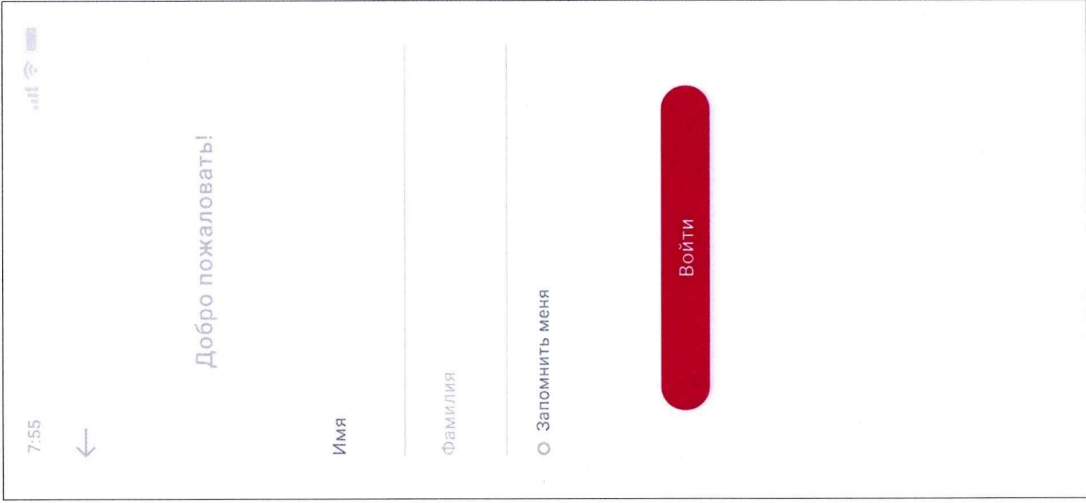 7:55
Добро пожаловать!
Имя
Фамилия
Запомнить меня
Войти